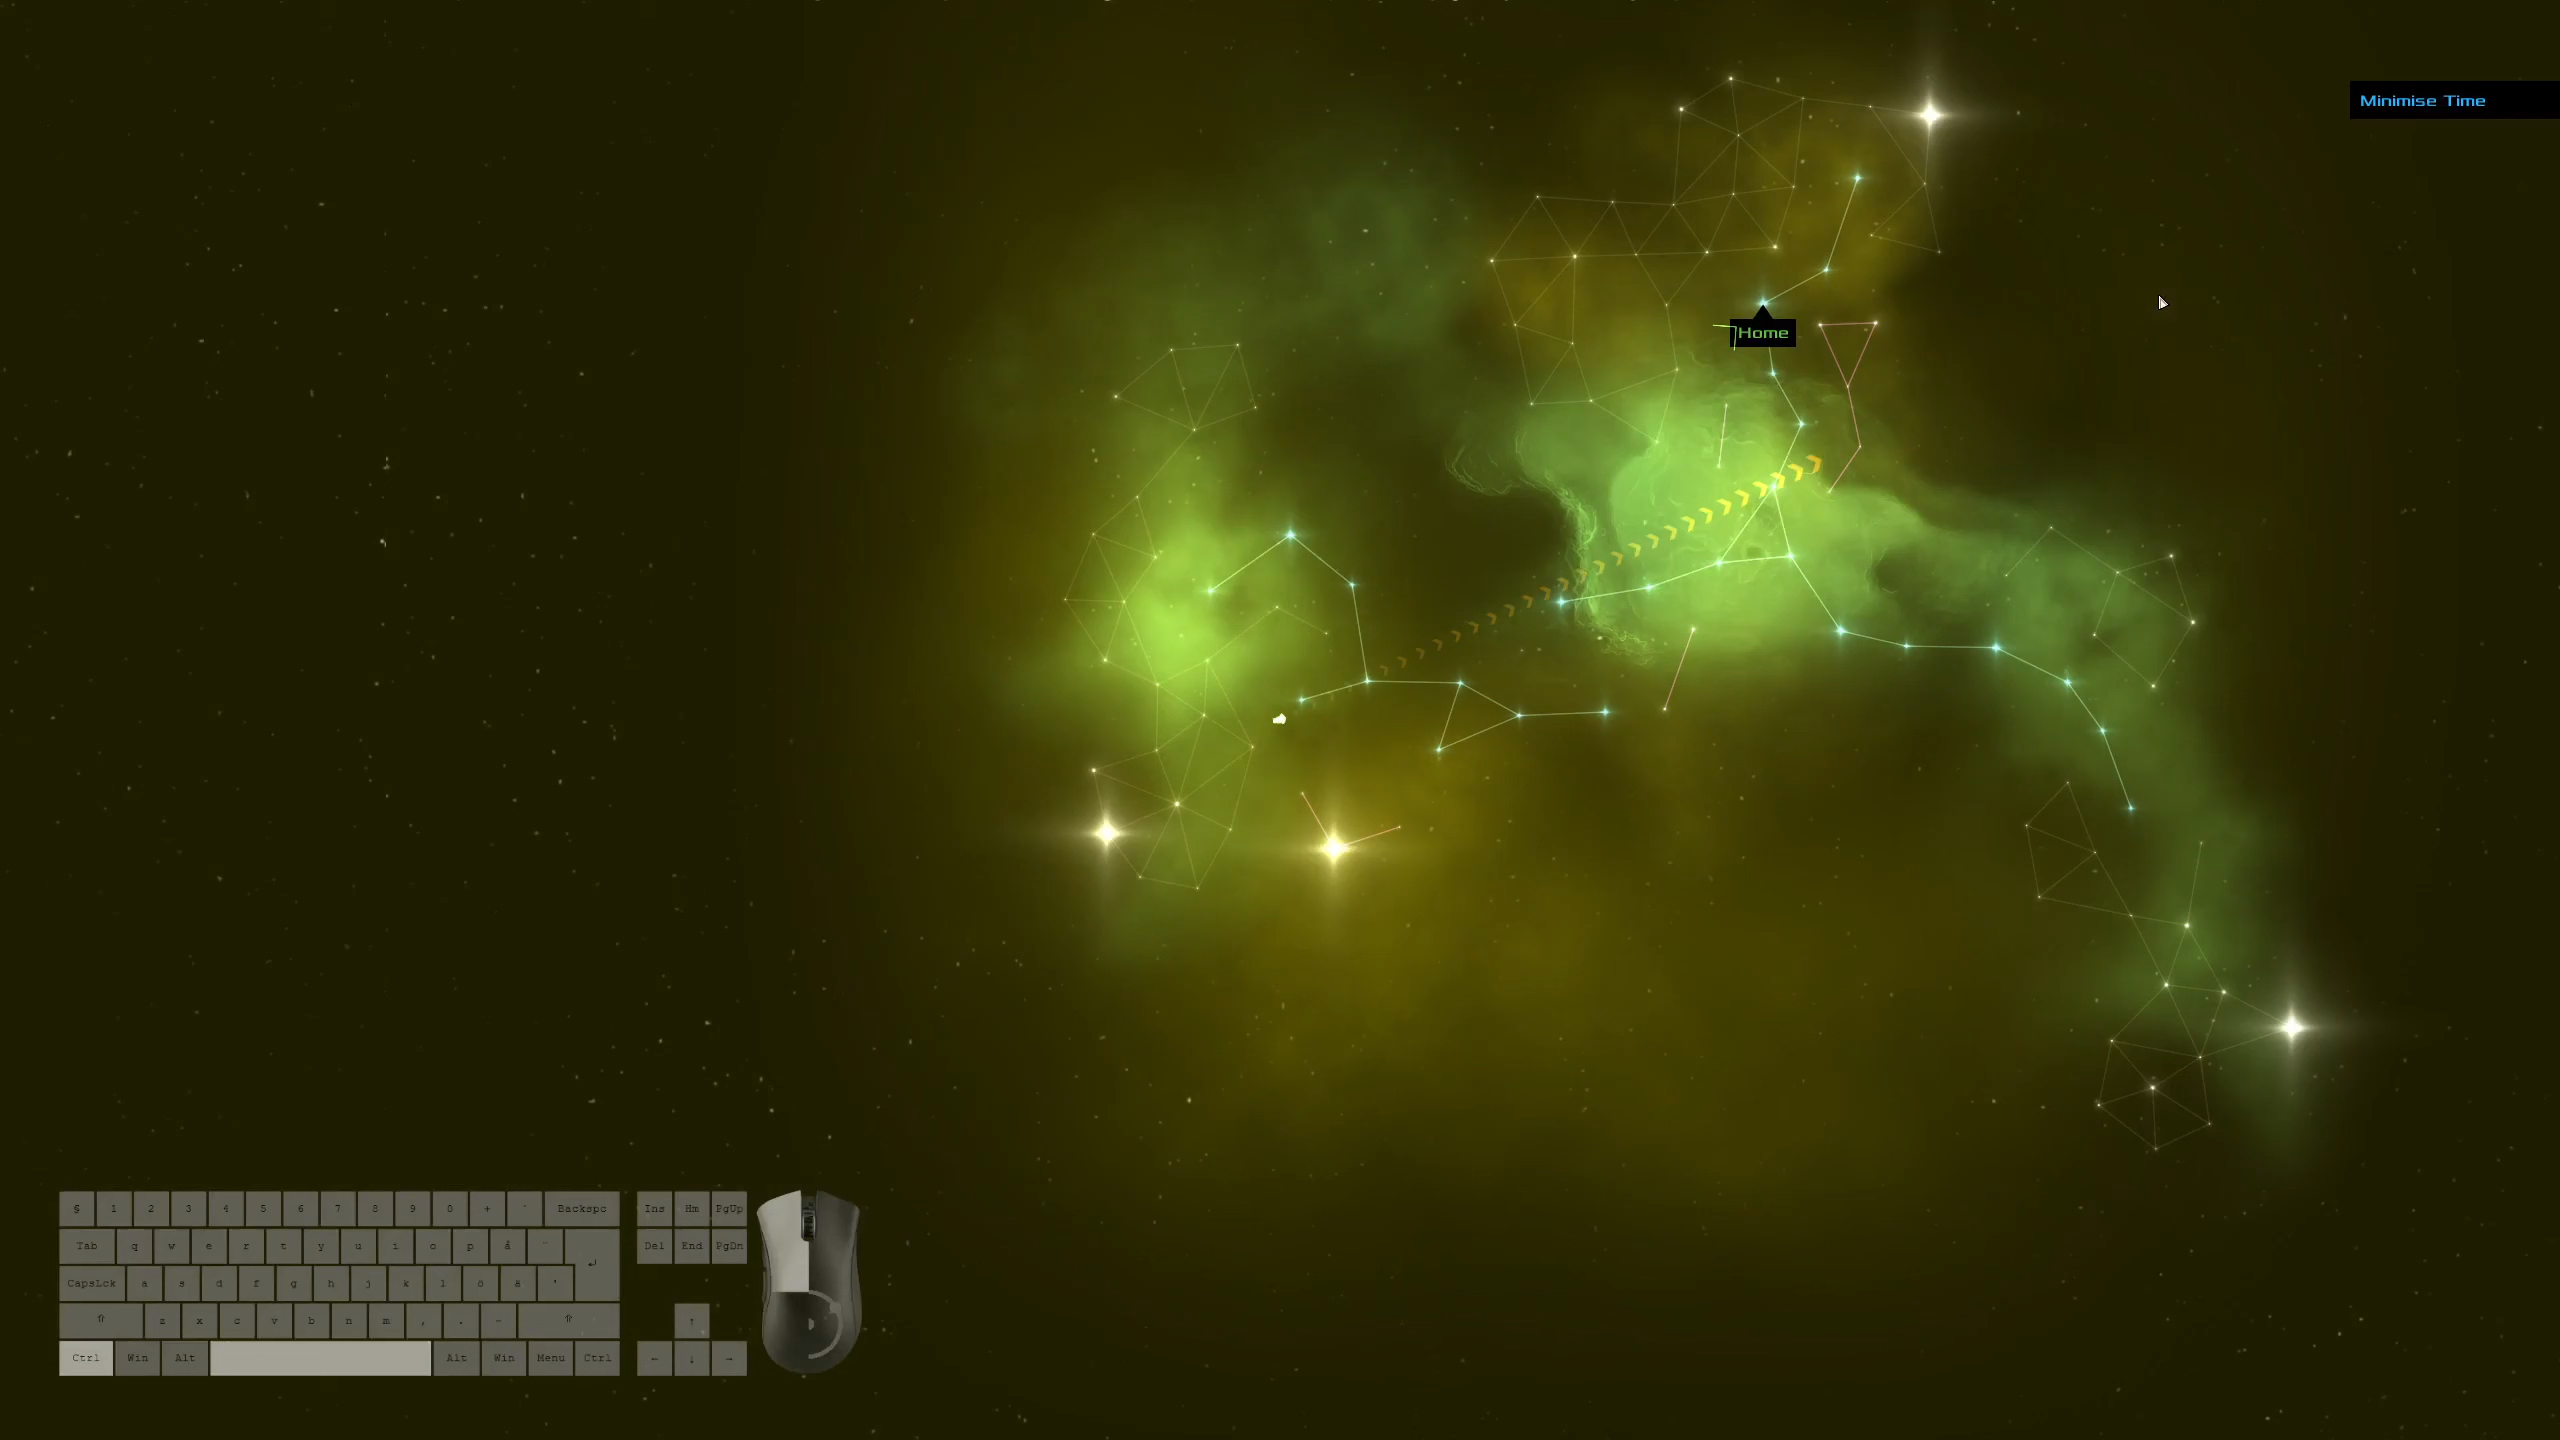 Minimise Time
Home
§ 1 2 3 4 5 6 7 8 9 0 + ´ Backspc Ins Hm PgUp
Tab q w e r t y u i o p å ¨ ↵ Del End PgDn
CapsLck a s d f g h j k l ö ä '
⇧ z x c v b n m , . - ⇧ ↑
Ctrl Win Alt Alt Win Menu Ctrl ← ↓ →